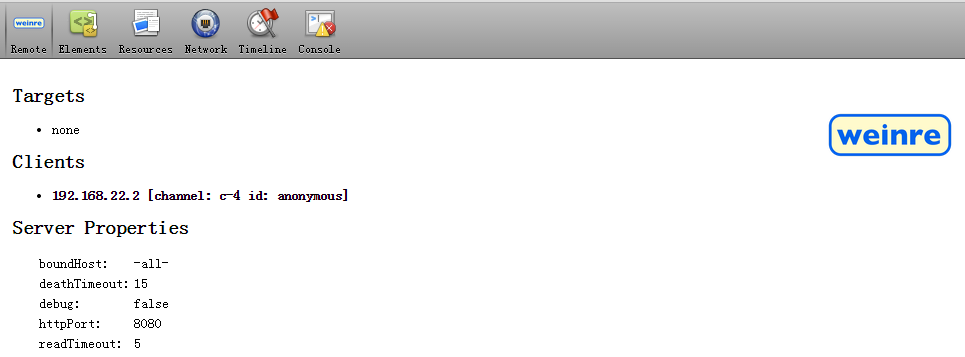 weinre
Remote Elements Resources Network Timeline Console
Targets
• none
weinre
Clients
• 192.168.22.2 [channel: c-4 id: anonymous]
Server Properties
boundHost: -all-
deathTimeout: 15
debug: false
httpPort: 8080
readTimeout: 5